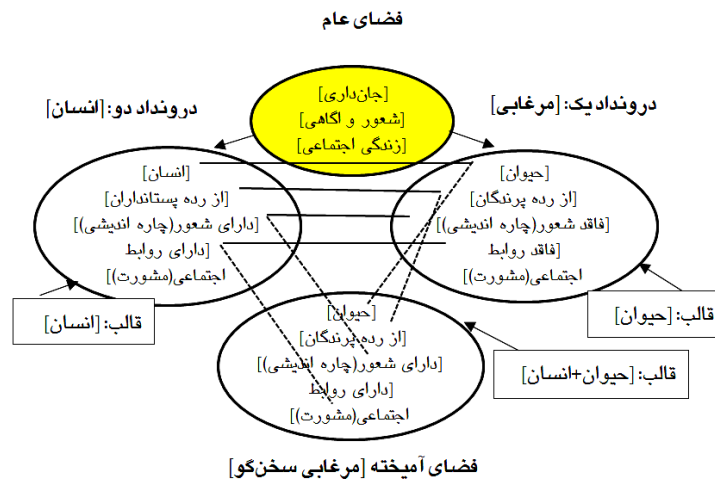 فضای عام
[جان‌داری]
[شعور و اگاهی]
[زندگی اجتماعی]
درونداد یک: [مرغابی]
درونداد دو: [انسان]
[حیوان]
[از رده پرندگان]
[فاقد شعور(چاره اندیشی)]
[فاقد روابط
اجتماعی(مشورت)]
[انسان]
[از رده پستانداران]
[دارای شعور(چاره اندیشی)]
[دارای روابط
اجتماعی(مشورت)]
قالب: [حیوان]
قالب: [انسان]
[حیوان]
[از رده پرندگان]
[دارای شعور(چاره اندیشی)]
[دارای روابط
اجتماعی(مشورت)]
قالب: [حیوان+انسان]
فضای آمیخته [مرغابی سخن‌گو]